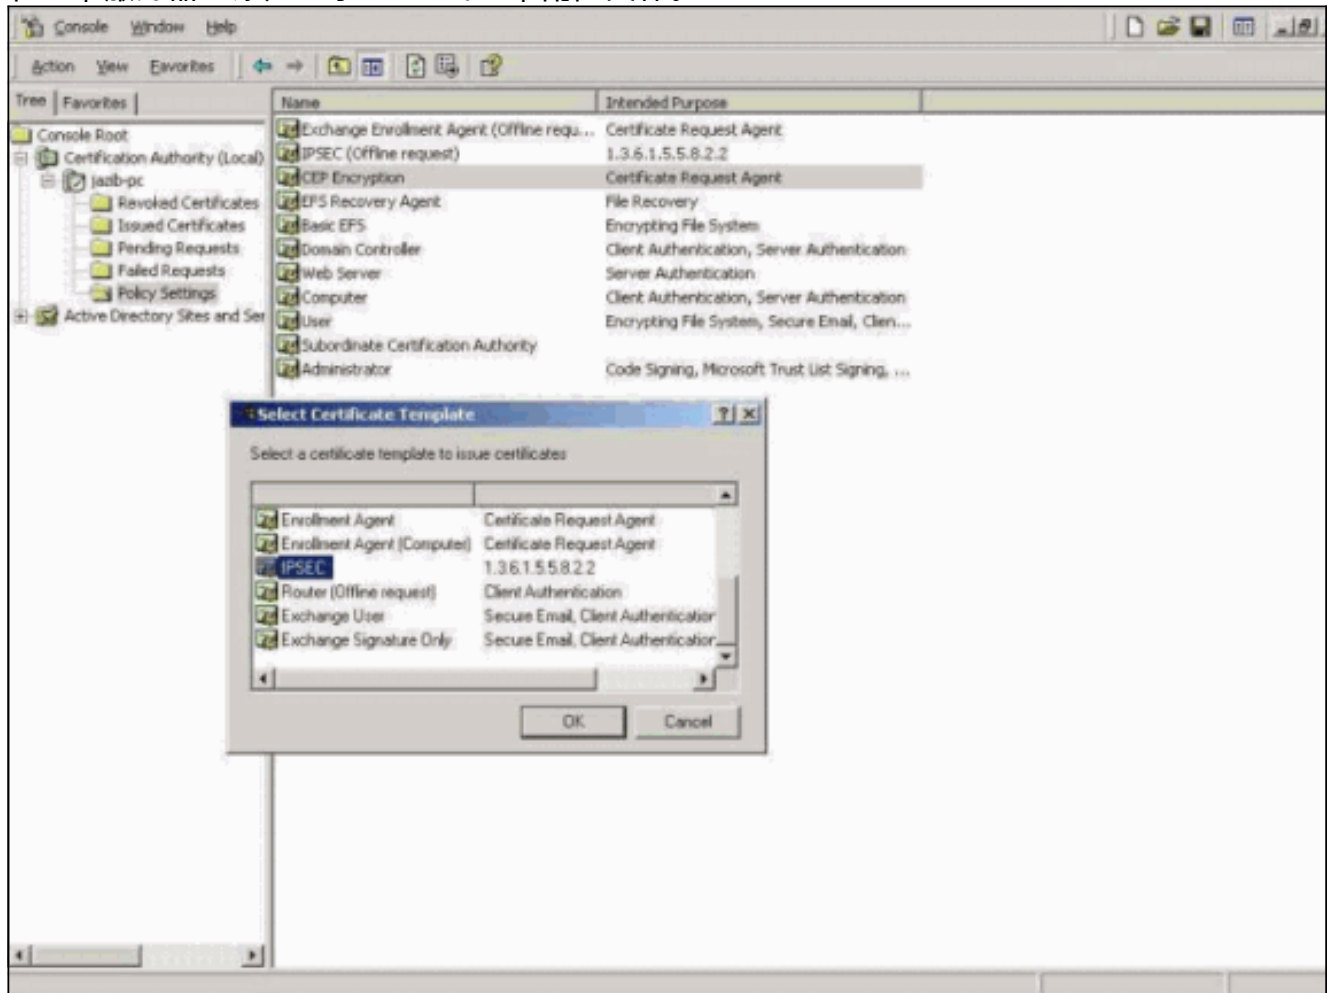 Console Window Help
Action View Favorites
Tree Favorites
Name Intended Purpose
Console Root
Certification Authority (Local)
jazib-pc
Revoked Certificates
Issued Certificates
Pending Requests
Failed Requests
Policy Settings
Active Directory Sites and Ser
Exchange Enrollment Agent (Offline requ... Certificate Request Agent
IPSEC (Offline request) 1.3.6.1.5.5.8.2.2
CEP Encryption Certificate Request Agent
EFS Recovery Agent File Recovery
Basic EFS Encrypting File System
Domain Controller Client Authentication, Server Authentication
Web Server Server Authentication
Computer Client Authentication, Server Authentication
User Encrypting File System, Secure Email, Clien...
Subordinate Certification Authority
Administrator Code Signing, Microsoft Trust List Signing, ...
Select Certificate Template
Select a certificate template to issue certificates
Enrollment Agent Certificate Request Agent
Enrollment Agent (Computer) Certificate Request Agent
IPSEC 1.3.6.1.5.5.8.2.2
Router (Offline request) Client Authentication
Exchange User Secure Email, Client Authentication
Exchange Signature Only Secure Email, Client Authentication
OK Cancel